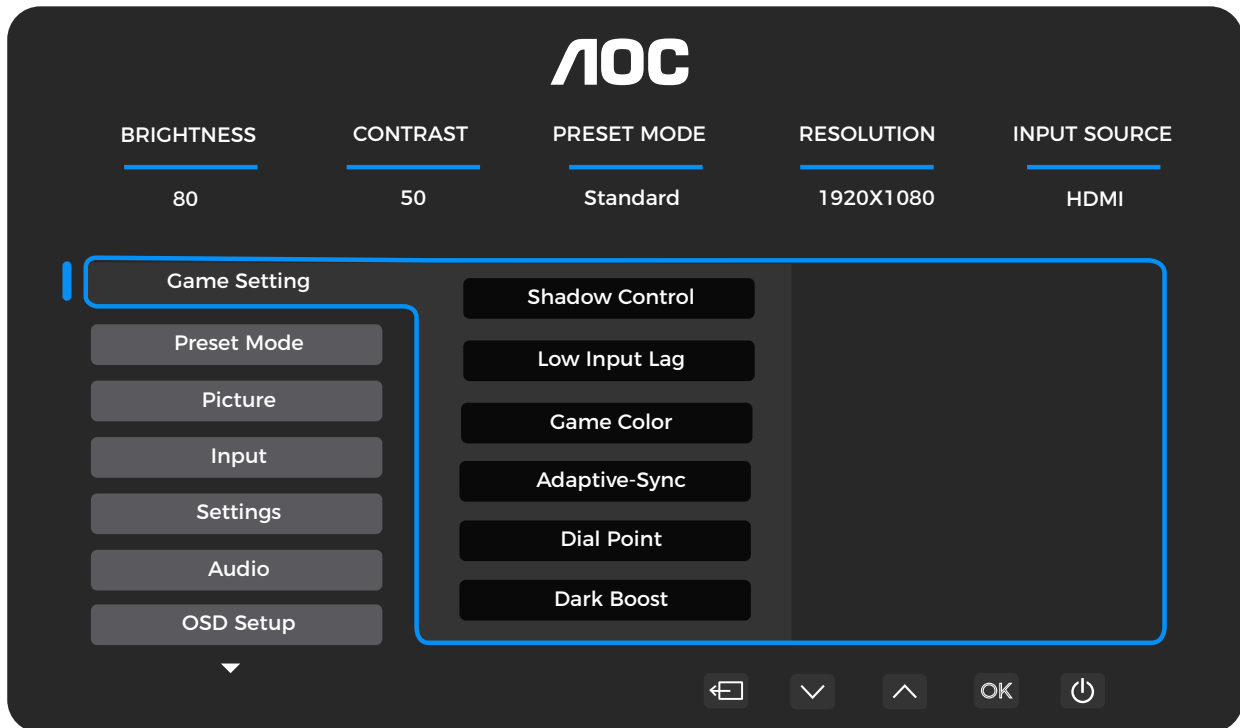 AOC
BRIGHTNESS CONTRAST PRESET MODE RESOLUTION INPUT SOURCE
80 50 Standard 1920X1080 HDMI
Game Setting
Preset Mode
Picture
Input
Settings
Audio
OSD Setup
Shadow Control
Low Input Lag
Game Color
Adaptive-Sync
Dial Point
Dark Boost
OK